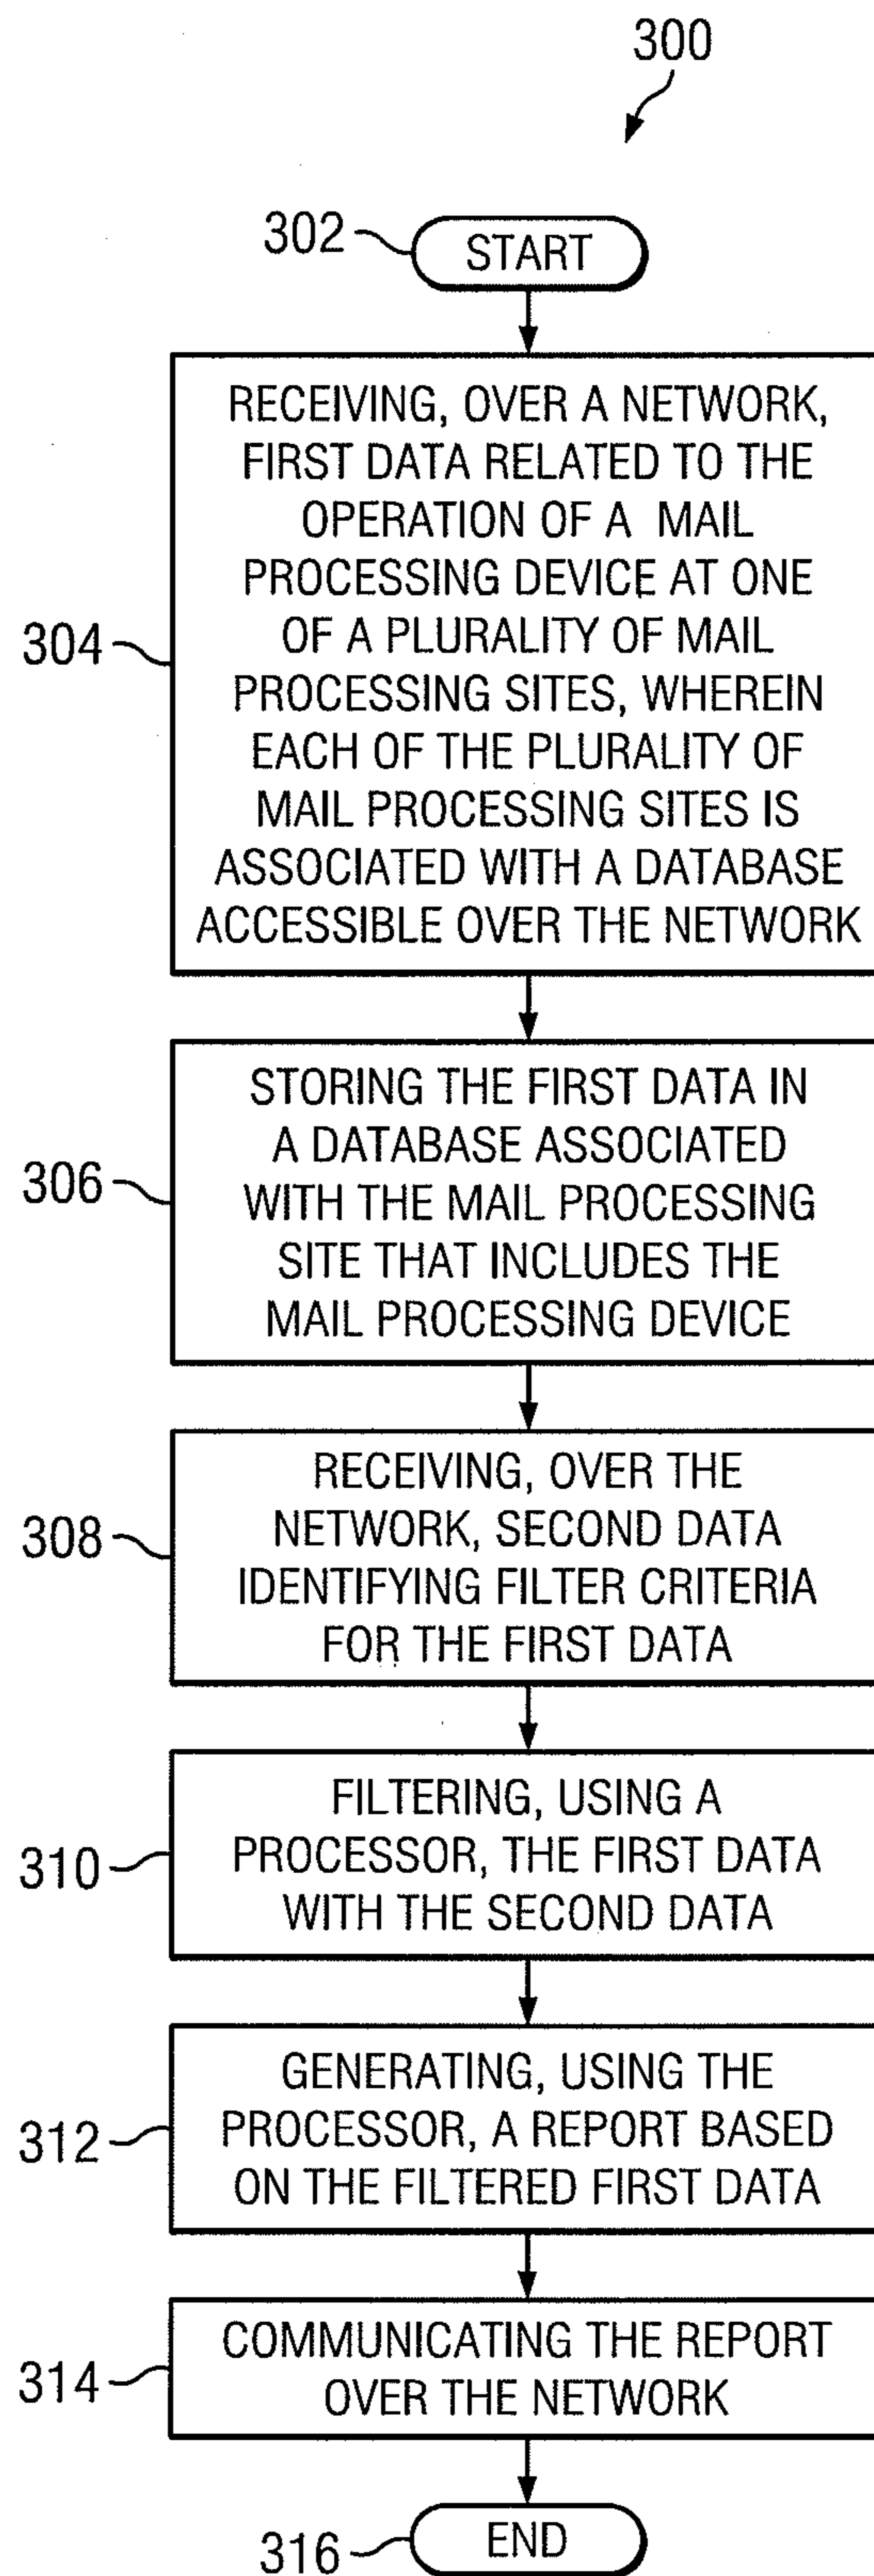 300
302
START
304
RECEIVING, OVER A NETWORK,
FIRST DATA RELATED TO THE
OPERATION OF A MAIL
PROCESSING DEVICE AT ONE
OF A PLURALITY OF MAIL
PROCESSING SITES, WHEREIN
EACH OF THE PLURALITY OF
MAIL PROCESSING SITES IS
ASSOCIATED WITH A DATABASE
ACCESSIBLE OVER THE NETWORK
306
STORING THE FIRST DATA IN
A DATABASE ASSOCIATED
WITH THE MAIL PROCESSING
SITE THAT INCLUDES THE
MAIL PROCESSING DEVICE
308
RECEIVING, OVER THE
NETWORK, SECOND DATA
IDENTIFYING FILTER CRITERIA
FOR THE FIRST DATA
310
FILTERING, USING A
PROCESSOR, THE FIRST DATA
WITH THE SECOND DATA
312
GENERATING, USING THE
PROCESSOR, A REPORT BASED
ON THE FILTERED FIRST DATA
314
COMMUNICATING THE REPORT
OVER THE NETWORK
316
END